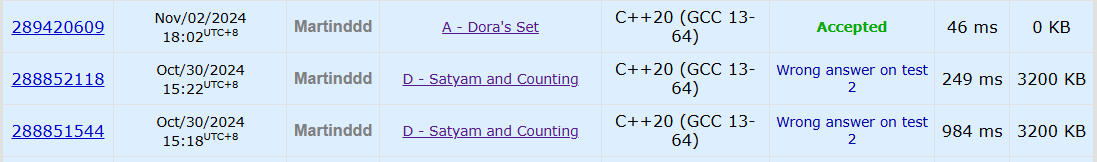 289420609 Nov/02/2024 18:02UTC+8 Martinddd A - Dora's Set C++20 (GCC 13-64) Accepted 46 ms 0 KB
288852118 Oct/30/2024 15:22UTC+8 Martinddd D - Satyam and Counting C++20 (GCC 13-64) Wrong answer on test 2 249 ms 3200 KB
288851544 Oct/30/2024 15:18UTC+8 Martinddd D - Satyam and Counting C++20 (GCC 13-64) Wrong answer on test 2 984 ms 3200 KB